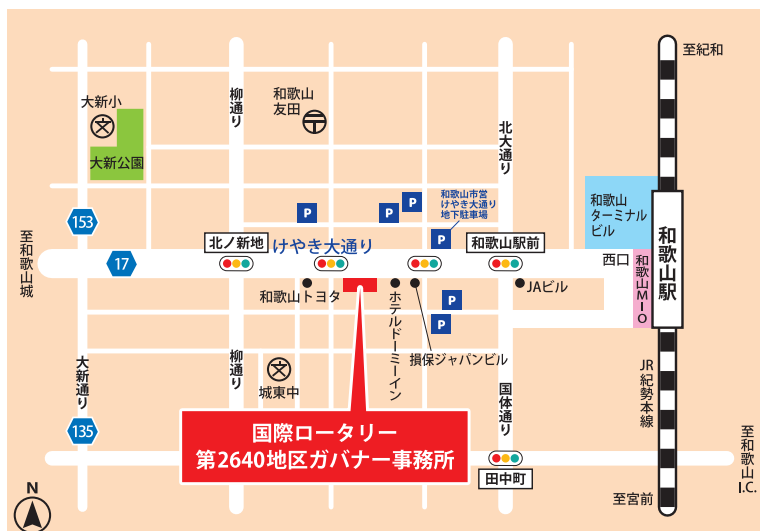 至紀和
大新小
柳通り
和歌山
友田
北大通り
大新公園
和歌山
ターミナル
ビル
和歌山駅
153
P
P
P
和歌山市営
けやき大通り
地下駐車場
P
至和歌山城
17
北ノ新地
けやき大通り
和歌山駅前
西口
和歌山MIO
和歌山トヨタ
ホテルドーミーイン
損保ジャパンビル
JAビル
P
P
大新通り
柳通り
城東中
国体通り
JR紀勢本線
135
国際ロータリー
第2640地区ガバナー事務所
田中町
至和歌山I.C.
至宮前
N